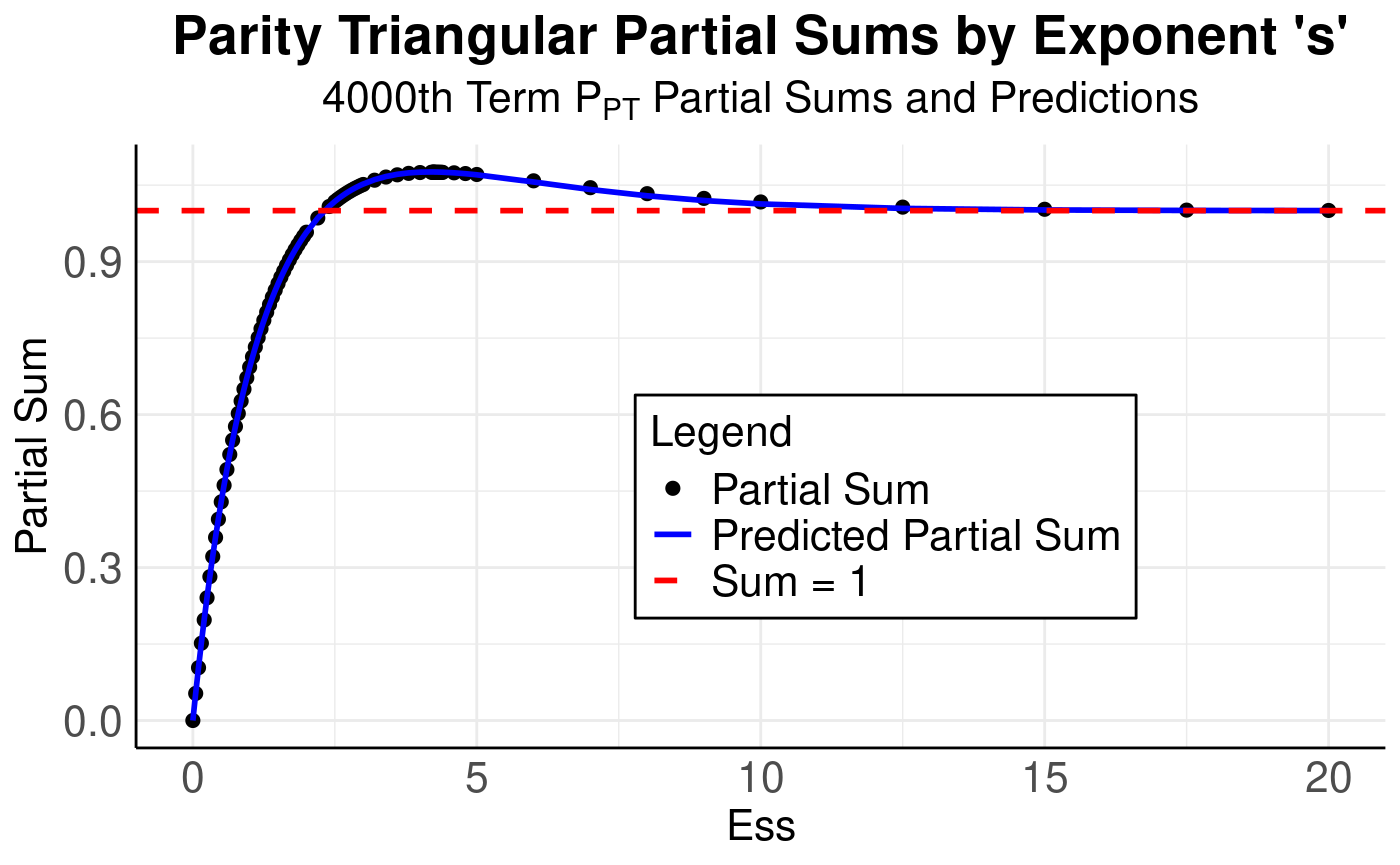 Parity Triangular Partial Sums by Exponent 's'
4000th Term P_PT Partial Sums and Predictions
Partial Sum
0.9
0.6
0.3
0.0
Legend
Partial Sum
Predicted Partial Sum
Sum = 1
0 5 10 15 20
Ess